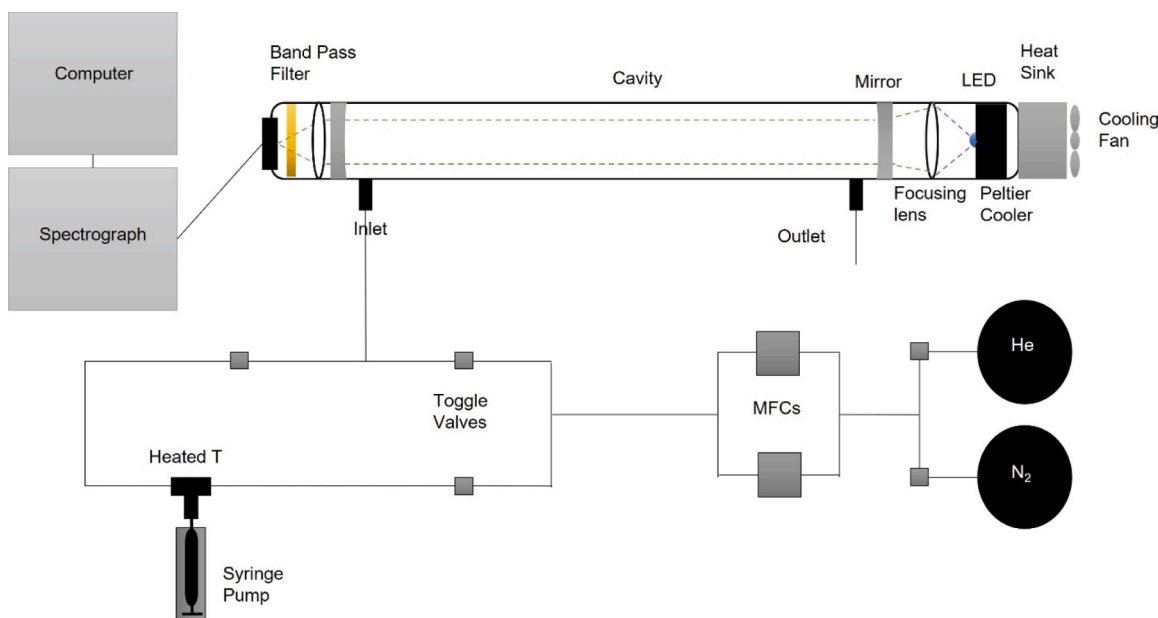 Computer
Spectrograph
Band Pass
Filter
Cavity
Mirror
LED
Heat
Sink
Cooling
Fan
Inlet
Outlet
Focusing
lens
Peltier
Cooler
Toggle
Valves
MFCs
He
N₂
Heated T
Syringe
Pump